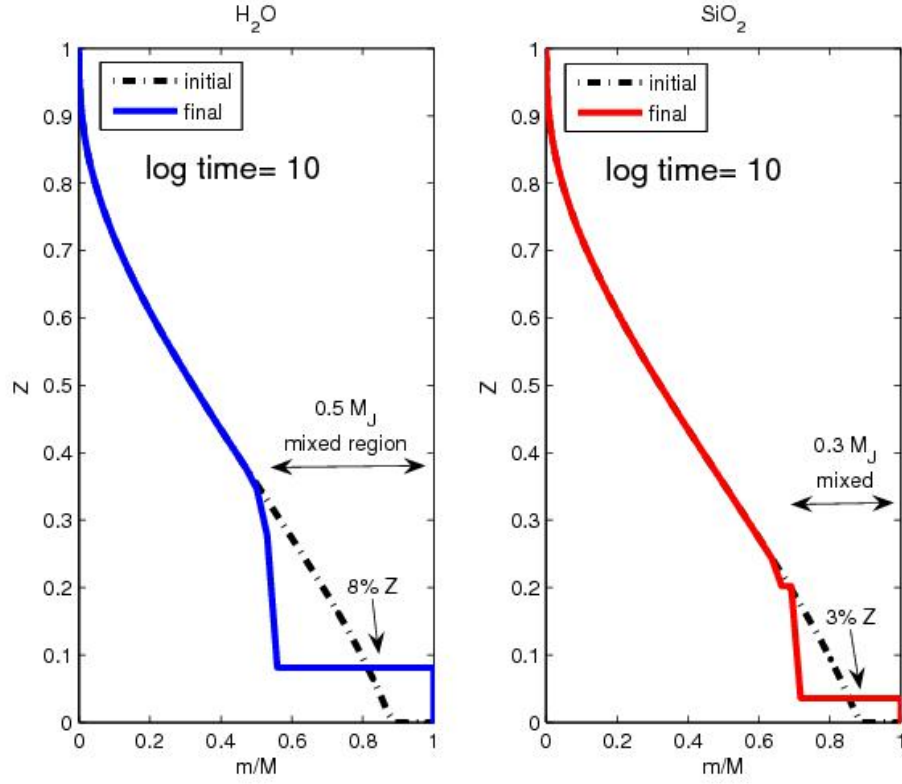 H₂O
1
0.9
0.8
0.7
0.6
0.5
0.4
0.3
0.2
0.1
0
Z
initial
final
log time= 10
0.5 M_J
mixed region
8% Z
0 0.2 0.4 0.6 0.8 1
m/M
SiO₂
1
0.9
0.8
0.7
0.6
0.5
0.4
0.3
0.2
0.1
0
Z
initial
final
log time= 10
0.3 M_J
mixed
3% Z
0 0.2 0.4 0.6 0.8 1
m/M